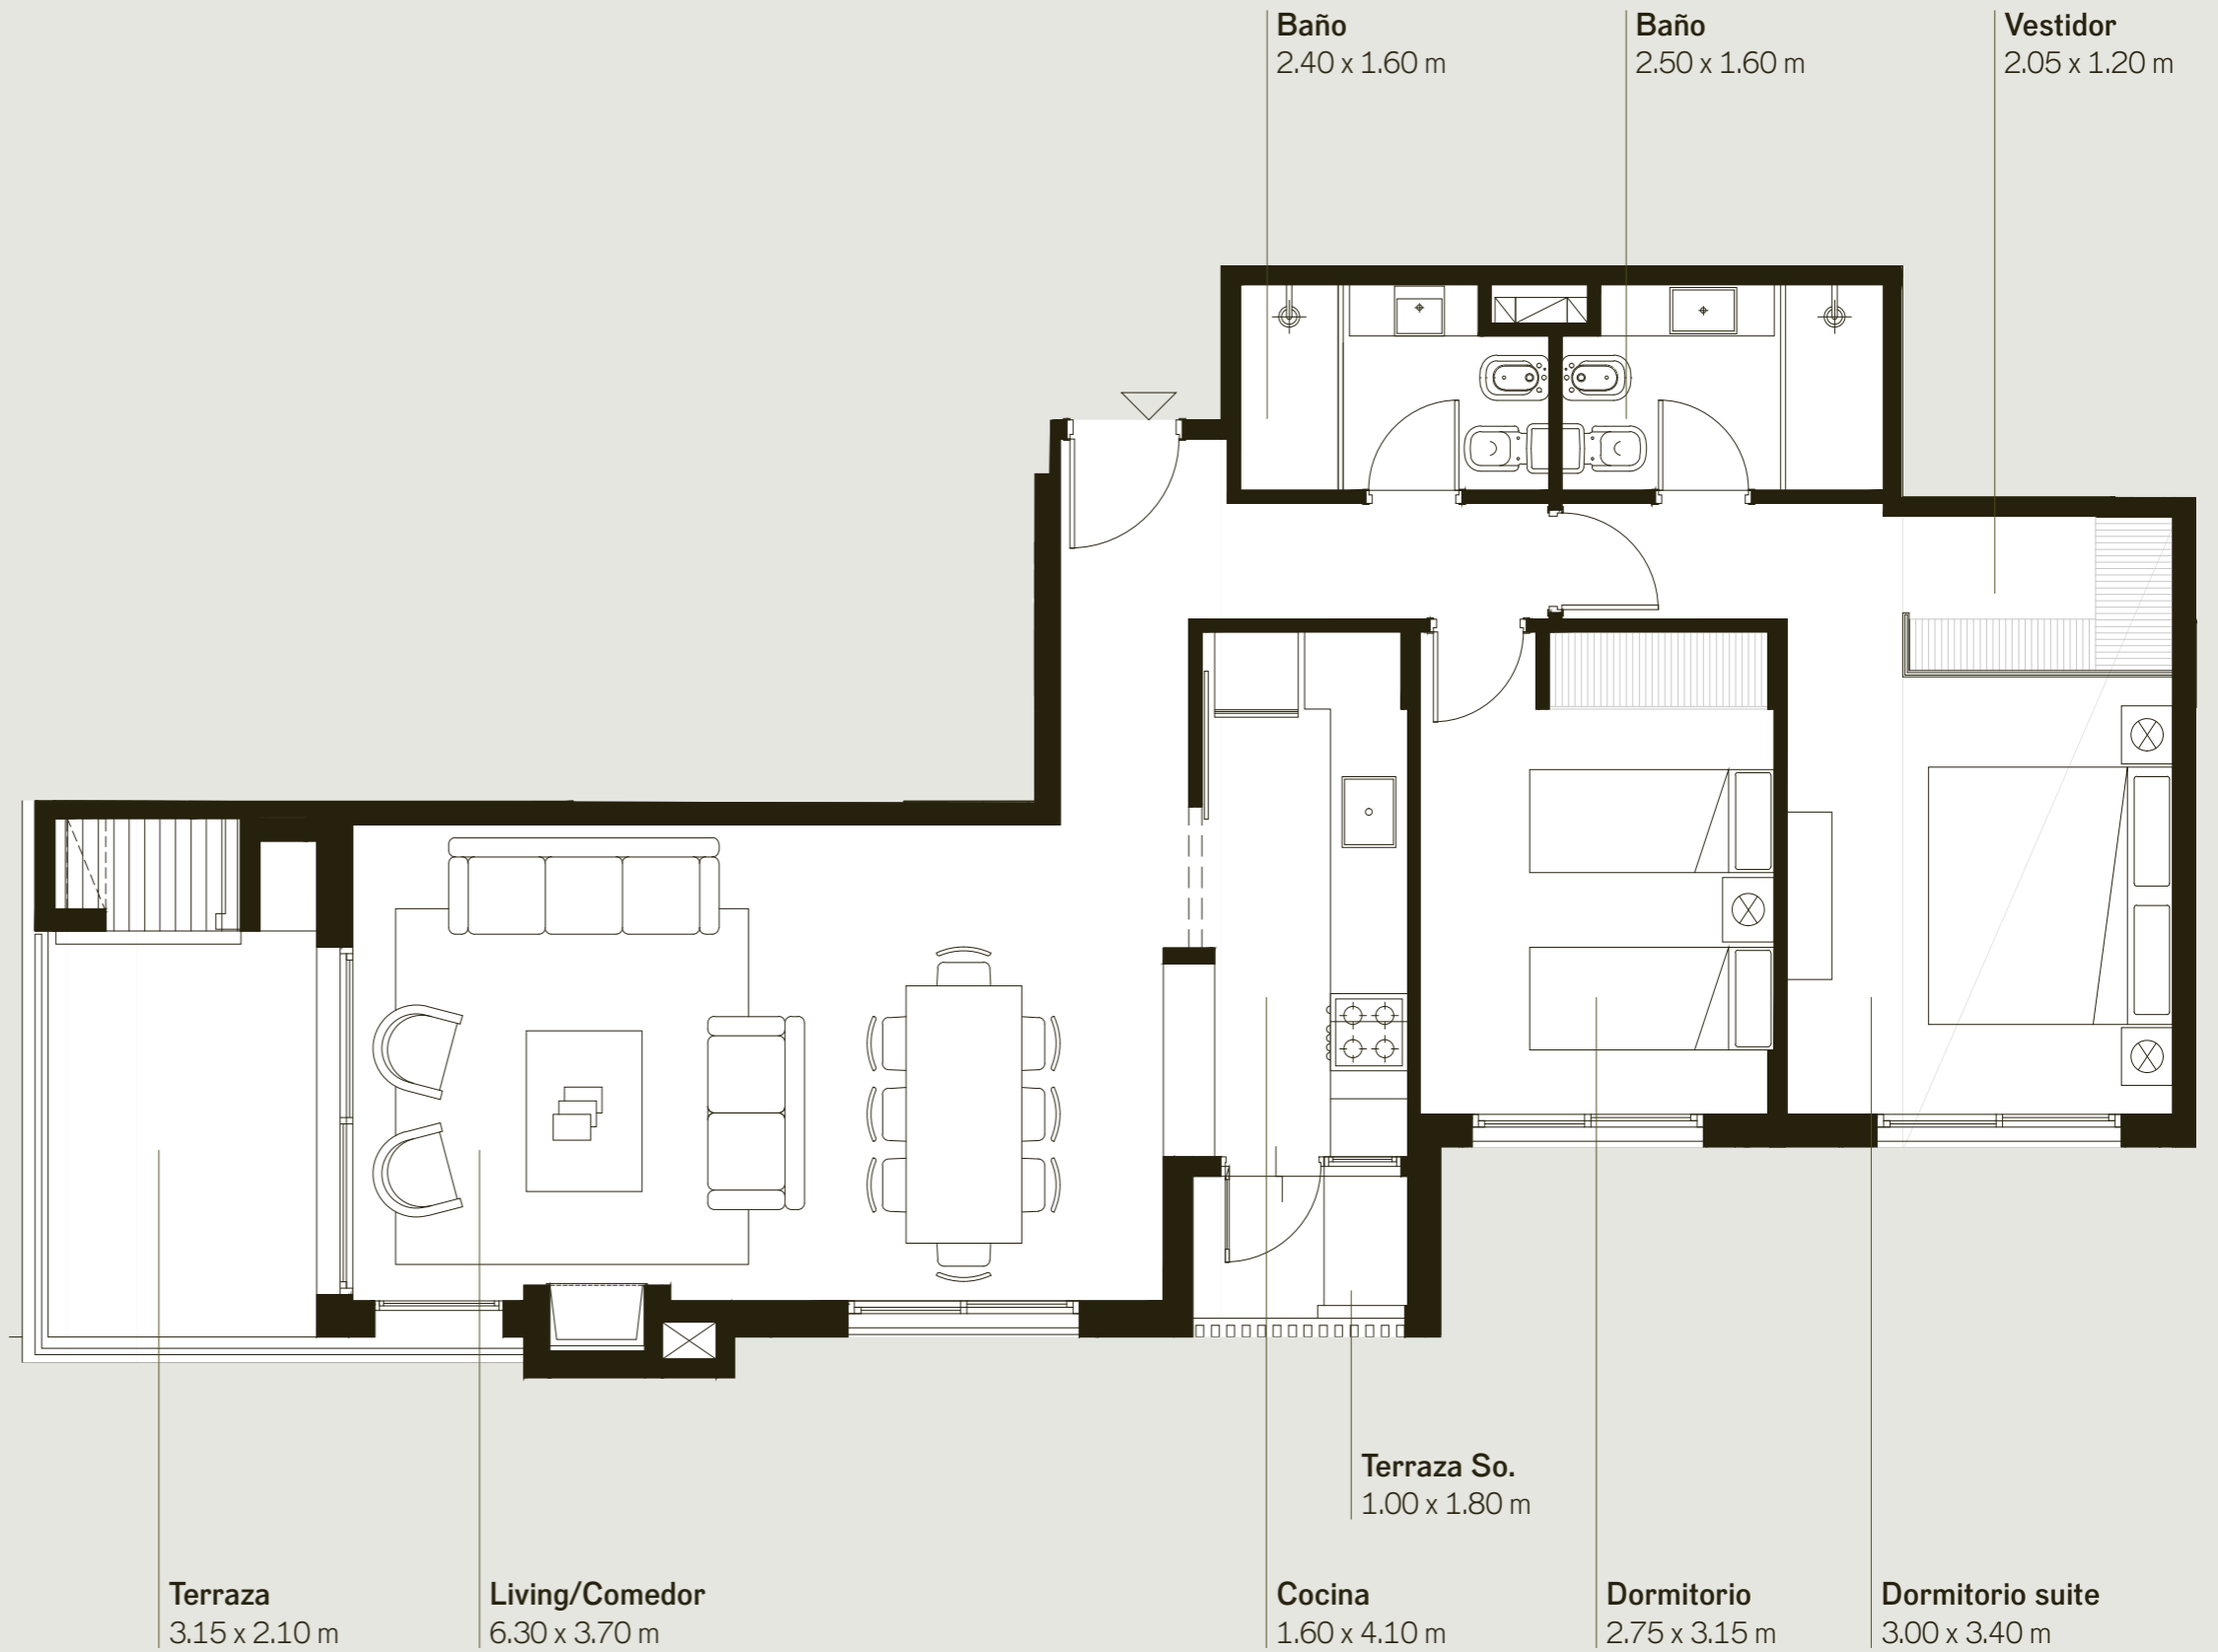 Baño
2.40 x 1.60 m
Baño
2.50 x 1.60 m
Vestidor
2.05 x 1.20 m
Terraza So.
1.00 x 1.80 m
Terraza
3.15 x 2.10 m
Living/Comedor
6.30 x 3.70 m
Cocina
1.60 x 4.10 m
Dormitorio
2.75 x 3.15 m
Dormitorio suite
3.00 x 3.40 m